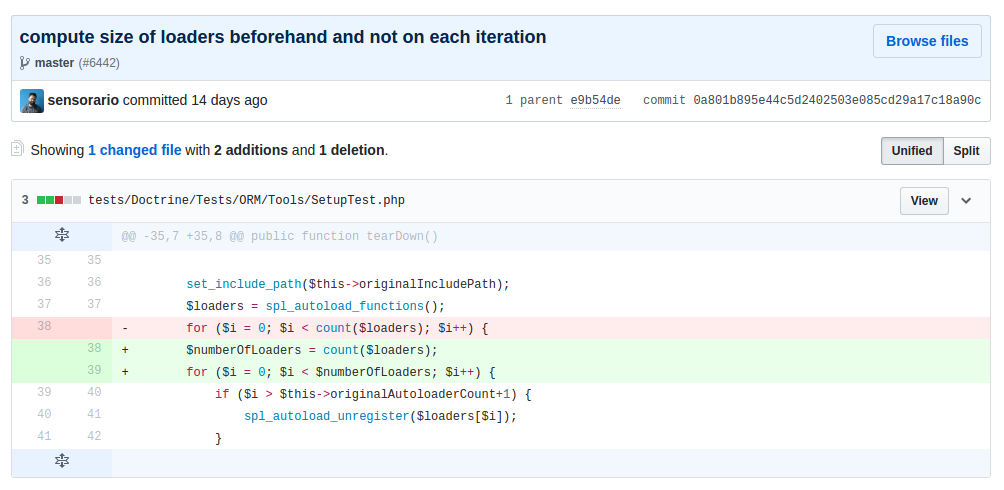 compute size of loaders beforehand and not on each iteration
Browse files
master (#6442)
sensorario committed 14 days ago
1 parent e9b54de commit 0a801b895e44c5d2402503e085cd29a17c18a90c
Showing 1 changed file with 2 additions and 1 deletion.
Unified Split
3 tests/Doctrine/Tests/ORM/Tools/SetupTest.php
View
@@ -35,7 +35,8 @@ public function tearDown()
35 35
36 36 set_include_path($this->originalIncludePath);
37 37 $loaders = spl_autoload_functions();
38 - for ($i = 0; $i < count($loaders); $i++) {
38 + $numberOfLoaders = count($loaders);
39 + for ($i = 0; $i < $numberOfLoaders; $i++) {
39 40 if ($i > $this->originalAutoloaderCount+1) {
40 41 spl_autoload_unregister($loaders[$i]);
41 42 }